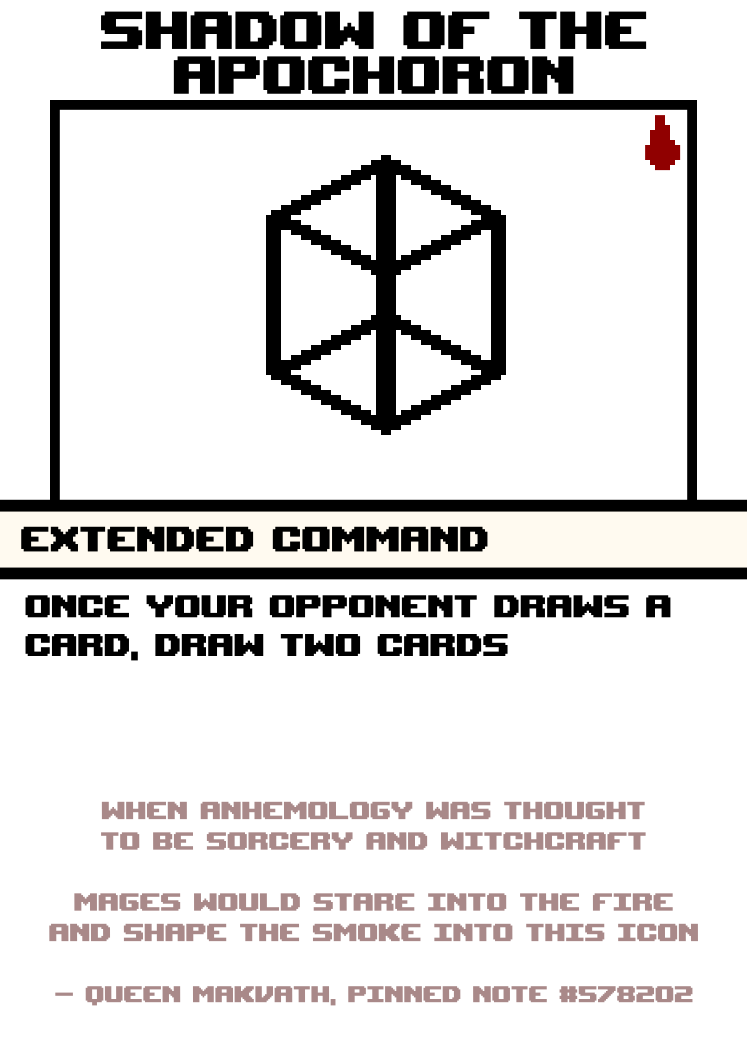 SHADOW OF THE
APOCHORON
EXTENDED COMMAND
ONCE YOUR OPPONENT DRAWS A
CARD, DRAW TWO CARDS
WHEN ANHEMOLOGY WAS THOUGHT
TO BE SORCERY AND WITCHCRAFT
MAGES WOULD STARE INTO THE FIRE
AND SHAPE THE SMOKE INTO THIS ICON
— QUEEN MAKVATH, PINNED NOTE #578202